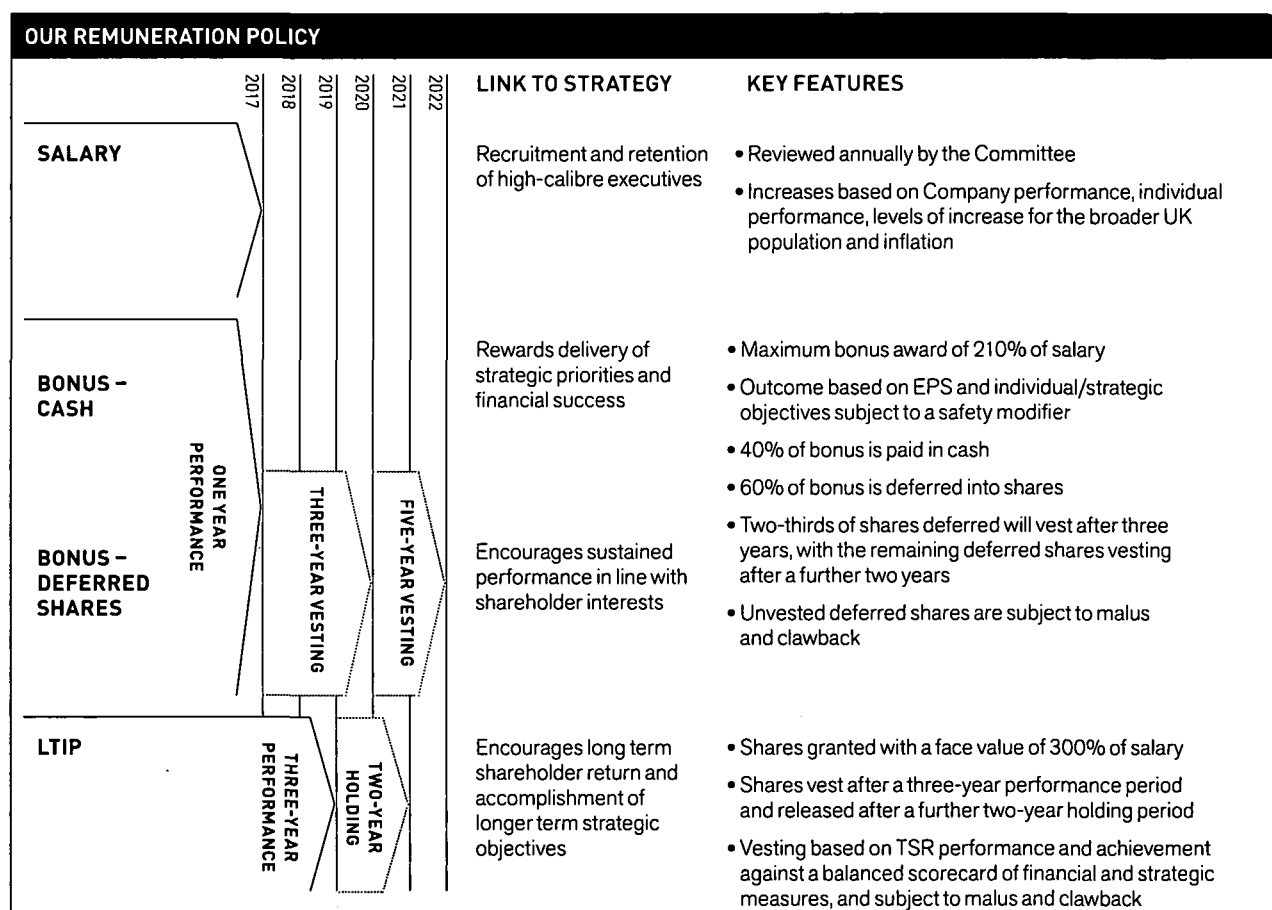 OUR REMUNERATION POLICY
2017
2018
2019
2020
2021
2022
LINK TO STRATEGY
KEY FEATURES
SALARY
Recruitment and retention
of high-calibre executives
• Reviewed annually by the Committee
• Increases based on Company performance, individual
performance, levels of increase for the broader UK
population and inflation
BONUS –
CASH
ONE YEAR
PERFORMANCE
Rewards delivery of
strategic priorities and
financial success
• Maximum bonus award of 210% of salary
• Outcome based on EPS and individual/strategic
objectives subject to a safety modifier
• 40% of bonus is paid in cash
• 60% of bonus is deferred into shares
• Two-thirds of shares deferred will vest after three
years, with the remaining deferred shares vesting
after a further two years
• Unvested deferred shares are subject to malus
and clawback
BONUS –
DEFERRED
SHARES
THREE-YEAR VESTING
FIVE-YEAR VESTING
Encourages sustained
performance in line with
shareholder interests
LTIP
THREE-YEAR
PERFORMANCE
TWO-YEAR
HOLDING
Encourages long term
shareholder return and
accomplishment of
longer term strategic
objectives
• Shares granted with a face value of 300% of salary
• Shares vest after a three-year performance period
and released after a further two-year holding period
• Vesting based on TSR performance and achievement
against a balanced scorecard of financial and strategic
measures, and subject to malus and clawback